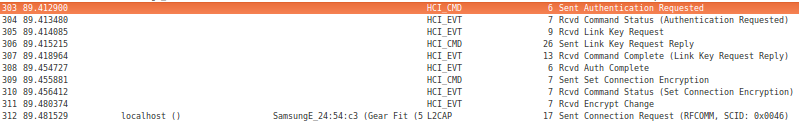 303 89.412900 HCI_CMD 6 Sent Authentication Requested
304 89.413480 HCI_EVT 7 Rcvd Command Status (Authentication Requested)
305 89.414085 HCI_EVT 9 Rcvd Link Key Request
306 89.415215 HCI_CMD 26 Sent Link Key Request Reply
307 89.418964 HCI_EVT 13 Rcvd Command Complete (Link Key Request Reply)
308 89.454727 HCI_EVT 6 Rcvd Auth Complete
309 89.455881 HCI_CMD 7 Sent Set Connection Encryption
310 89.456412 HCI_EVT 7 Rcvd Command Status (Set Connection Encryption)
311 89.480374 HCI_EVT 7 Rcvd Encrypt Change
312 89.481529 localhost () SamsungE_24:54:c3 (Gear Fit (5 L2CAP 17 Sent Connection Request (RFCOMM, SCID: 0x0046)